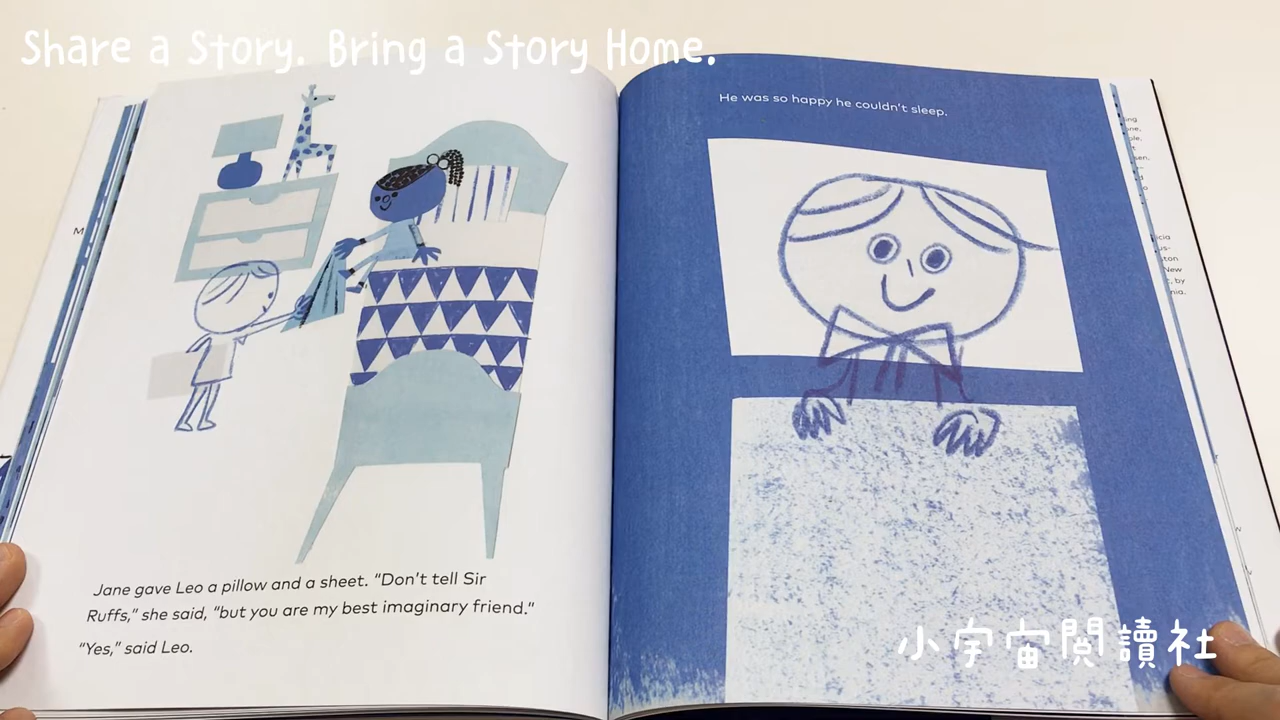 Share a Story. Bring a Story Home.
Jane gave Leo a pillow and a sheet. “Don’t tell Sir
Ruffs,” she said, “but you are my best imaginary friend.”
“Yes,” said Leo.
He was so happy he couldn’t sleep.
小宇宙閱讀社